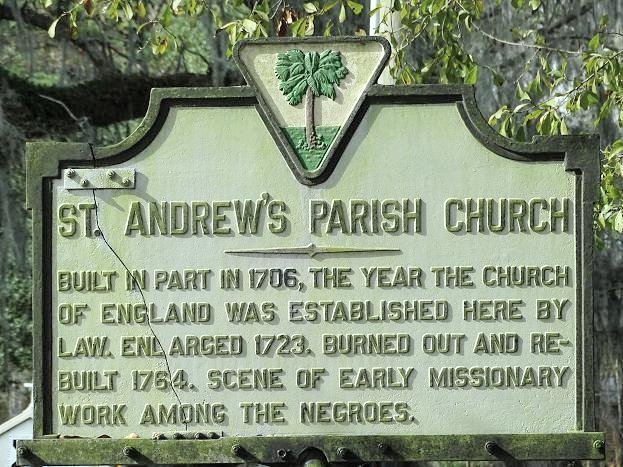 ST. ANDREW'S PARISH CHURCH
BUILT IN PART IN 1706, THE YEAR THE CHURCH
OF ENGLAND WAS ESTABLISHED HERE BY
LAW. ENLARGED 1723. BURNED OUT AND RE-
BUILT 1764. SCENE OF EARLY MISSIONARY
WORK AMONG THE NEGROES.